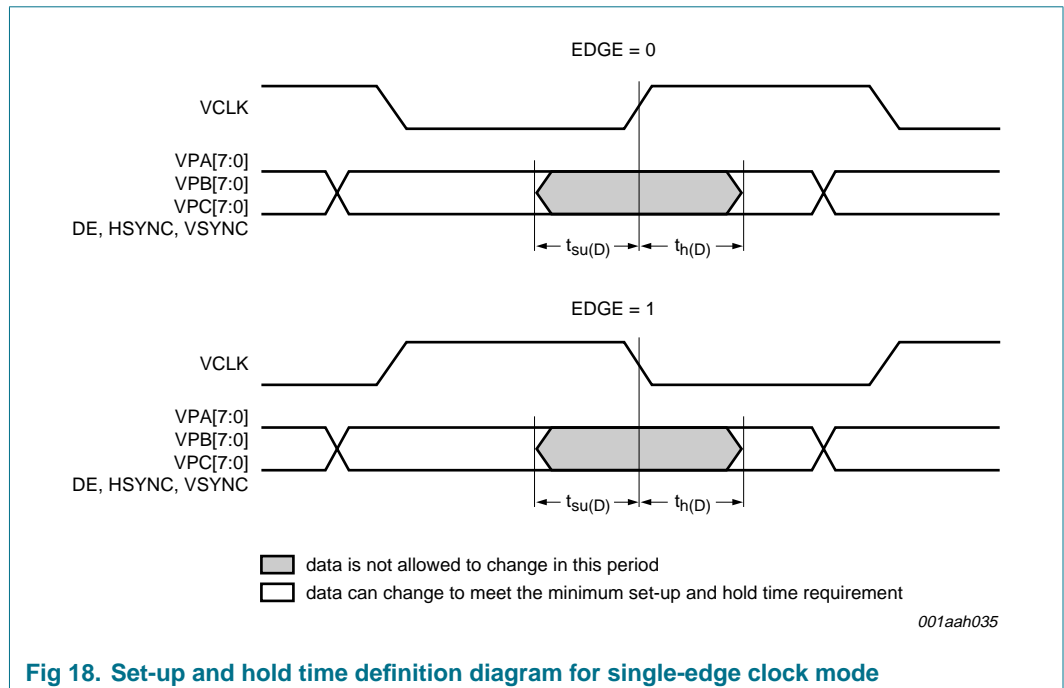 EDGE = 0
VCLK
VPA[7:0]
VPB[7:0]
VPC[7:0]
DE, HSYNC, VSYNC
tsu(D) th(D)
EDGE = 1
VCLK
VPA[7:0]
VPB[7:0]
VPC[7:0]
DE, HSYNC, VSYNC
tsu(D) th(D)
data is not allowed to change in this period
data can change to meet the minimum set-up and hold time requirement
001aah035
Fig 18. Set-up and hold time definition diagram for single-edge clock mode